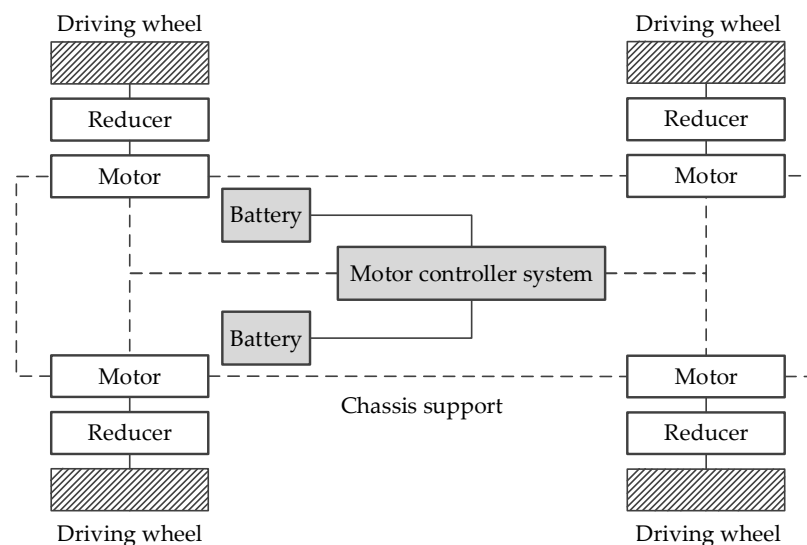 Driving wheel
Driving wheel
Reducer
Reducer
Motor
Motor
Battery
Motor controller system
Battery
Motor
Motor
Chassis support
Reducer
Reducer
Driving wheel
Driving wheel